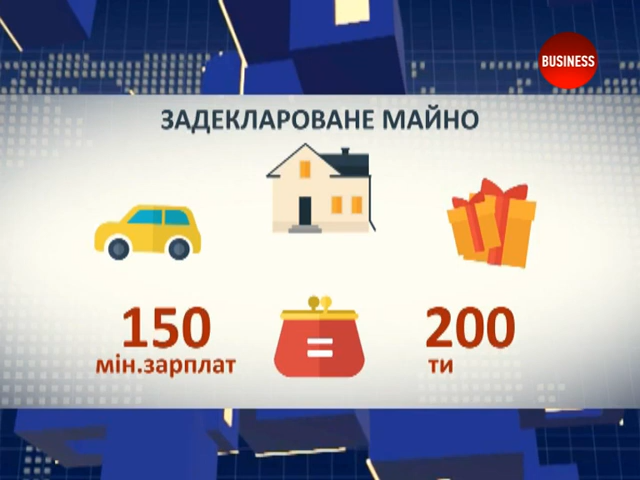 BUSINESS
ЗАДЕКЛАРОВАНЕ МАЙНО
150
мін.зарплат
=
200
ти